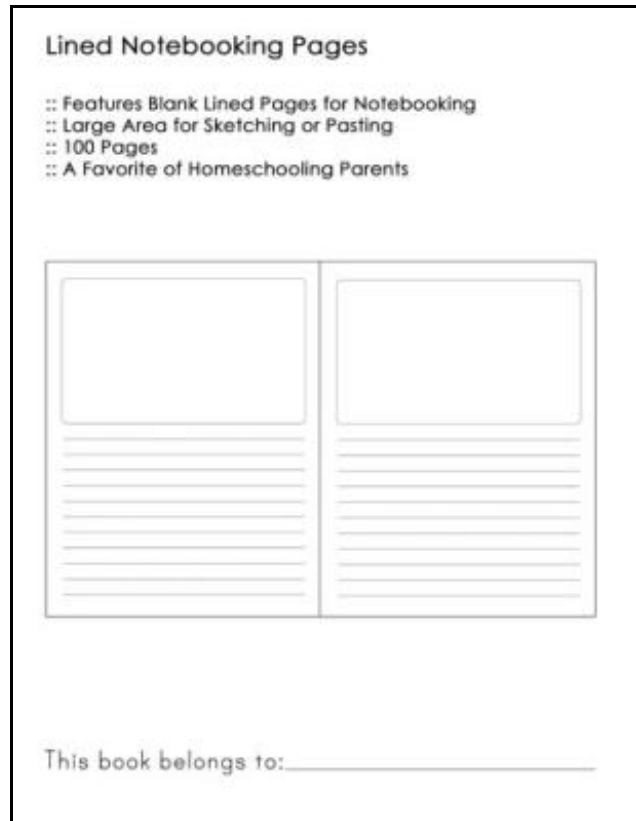 Lined Notebooking Pages
:: Features Blank Lined Pages for Notebooking
:: Large Area for Sketching or Pasting
:: 100 Pages
:: A Favorite of Homeschooling Parents
This book belongs to: